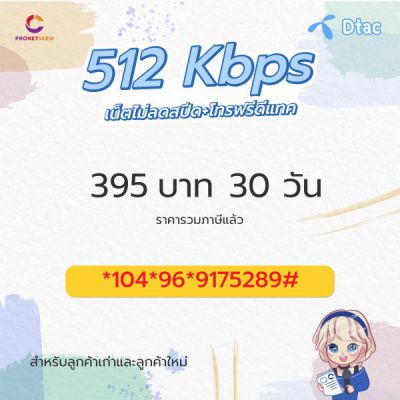 PRONETSERM
Dtac
512 Kbps
เน็ตไม่ลดสปีด+โทรฟรีดีแทค
395 บาท 30 วัน
ราคารวมภาษีแล้ว
*104*96*9175289#
สำหรับลูกค้าเก่าและลูกค้าใหม่